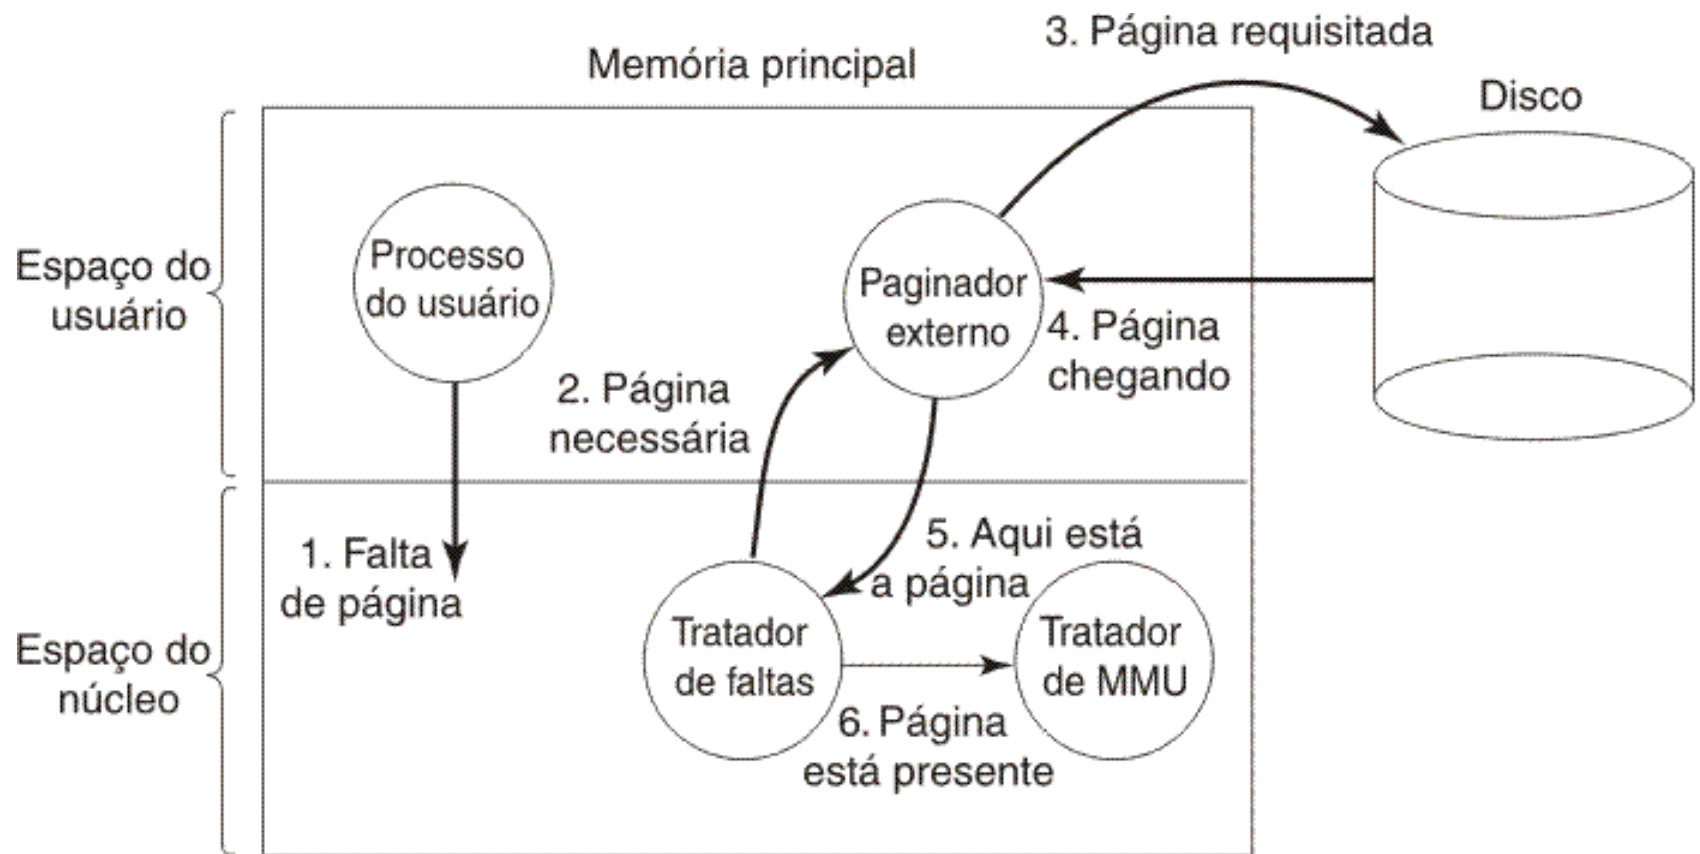 3. Página requisitada
Memória principal
Disco
Processo
do usuário
Paginador
externo
Espaço do
usuário
4. Página
chegando
2. Página
necessária
1. Falta
de página
5. Aqui está
a página
Espaço do
núcleo
Tratador
de faltas
Tratador
de MMU
6. Página
está presente